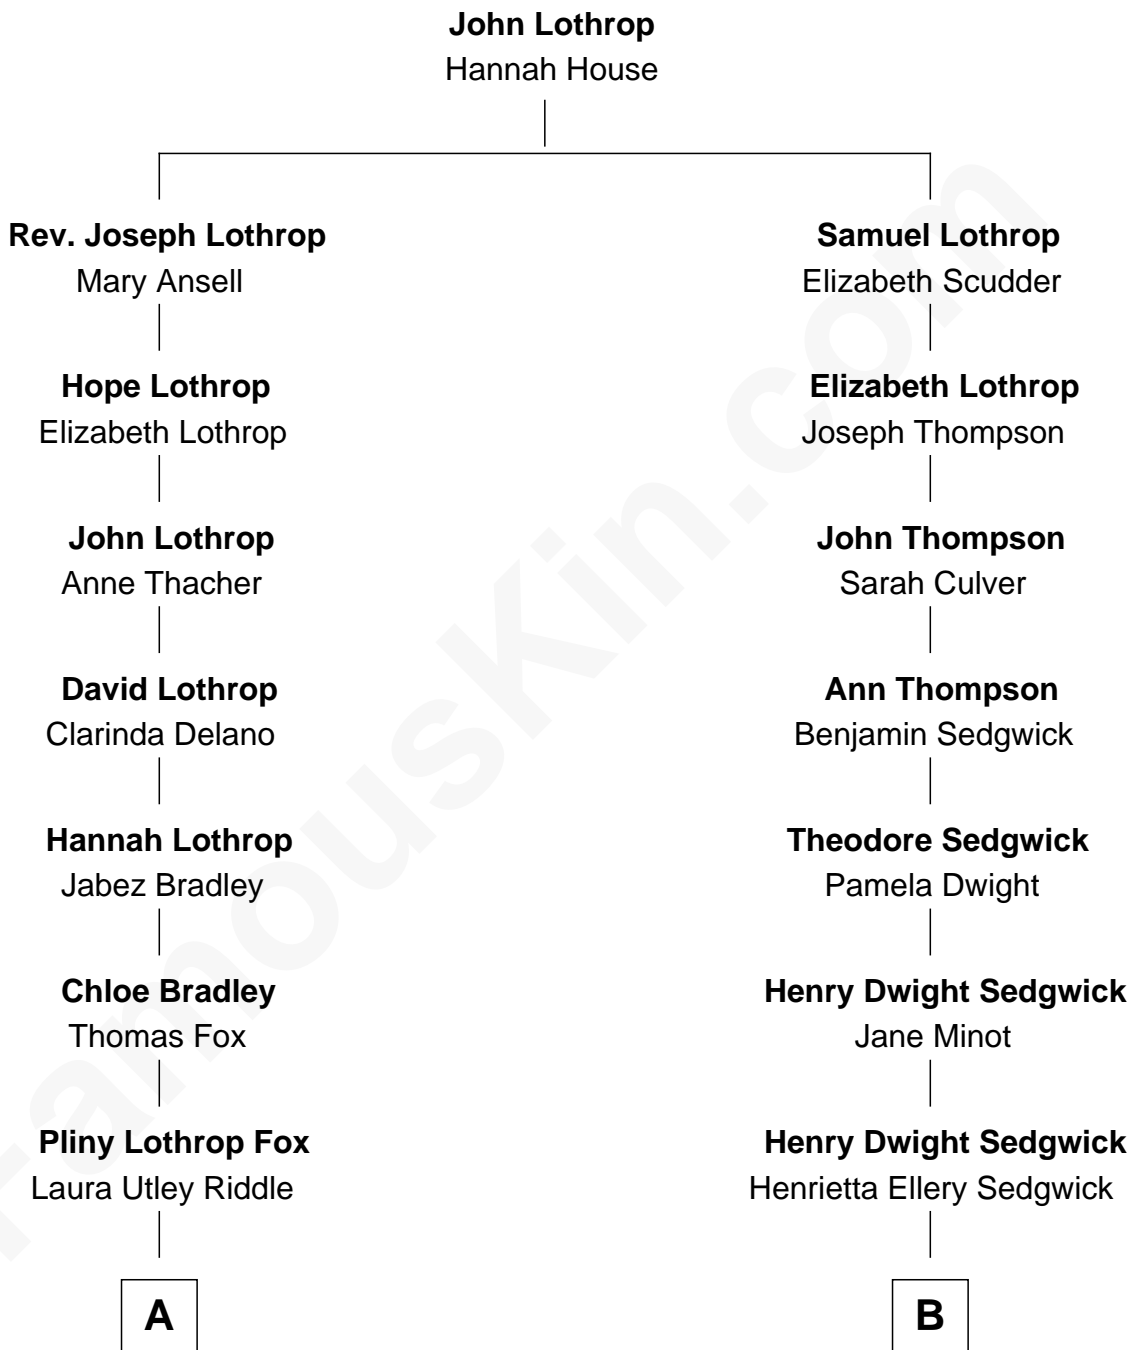 John Lothrop
Hannah House
Rev. Joseph Lothrop
Mary Ansell
Hope Lothrop
Elizabeth Lothrop
John Lothrop
Anne Thacher
David Lothrop
Clarinda Delano
Hannah Lothrop
Jabez Bradley
Chloe Bradley
Thomas Fox
Pliny Lothrop Fox
Laura Utley Riddle
A
Samuel Lothrop
Elizabeth Scudder
Elizabeth Lothrop
Joseph Thompson
John Thompson
Sarah Culver
Ann Thompson
Benjamin Sedgwick
Theodore Sedgwick
Pamela Dwight
Henry Dwight Sedgwick
Jane Minot
Henry Dwight Sedgwick
Henrietta Ellery Sedgwick
B
FamousKin.com